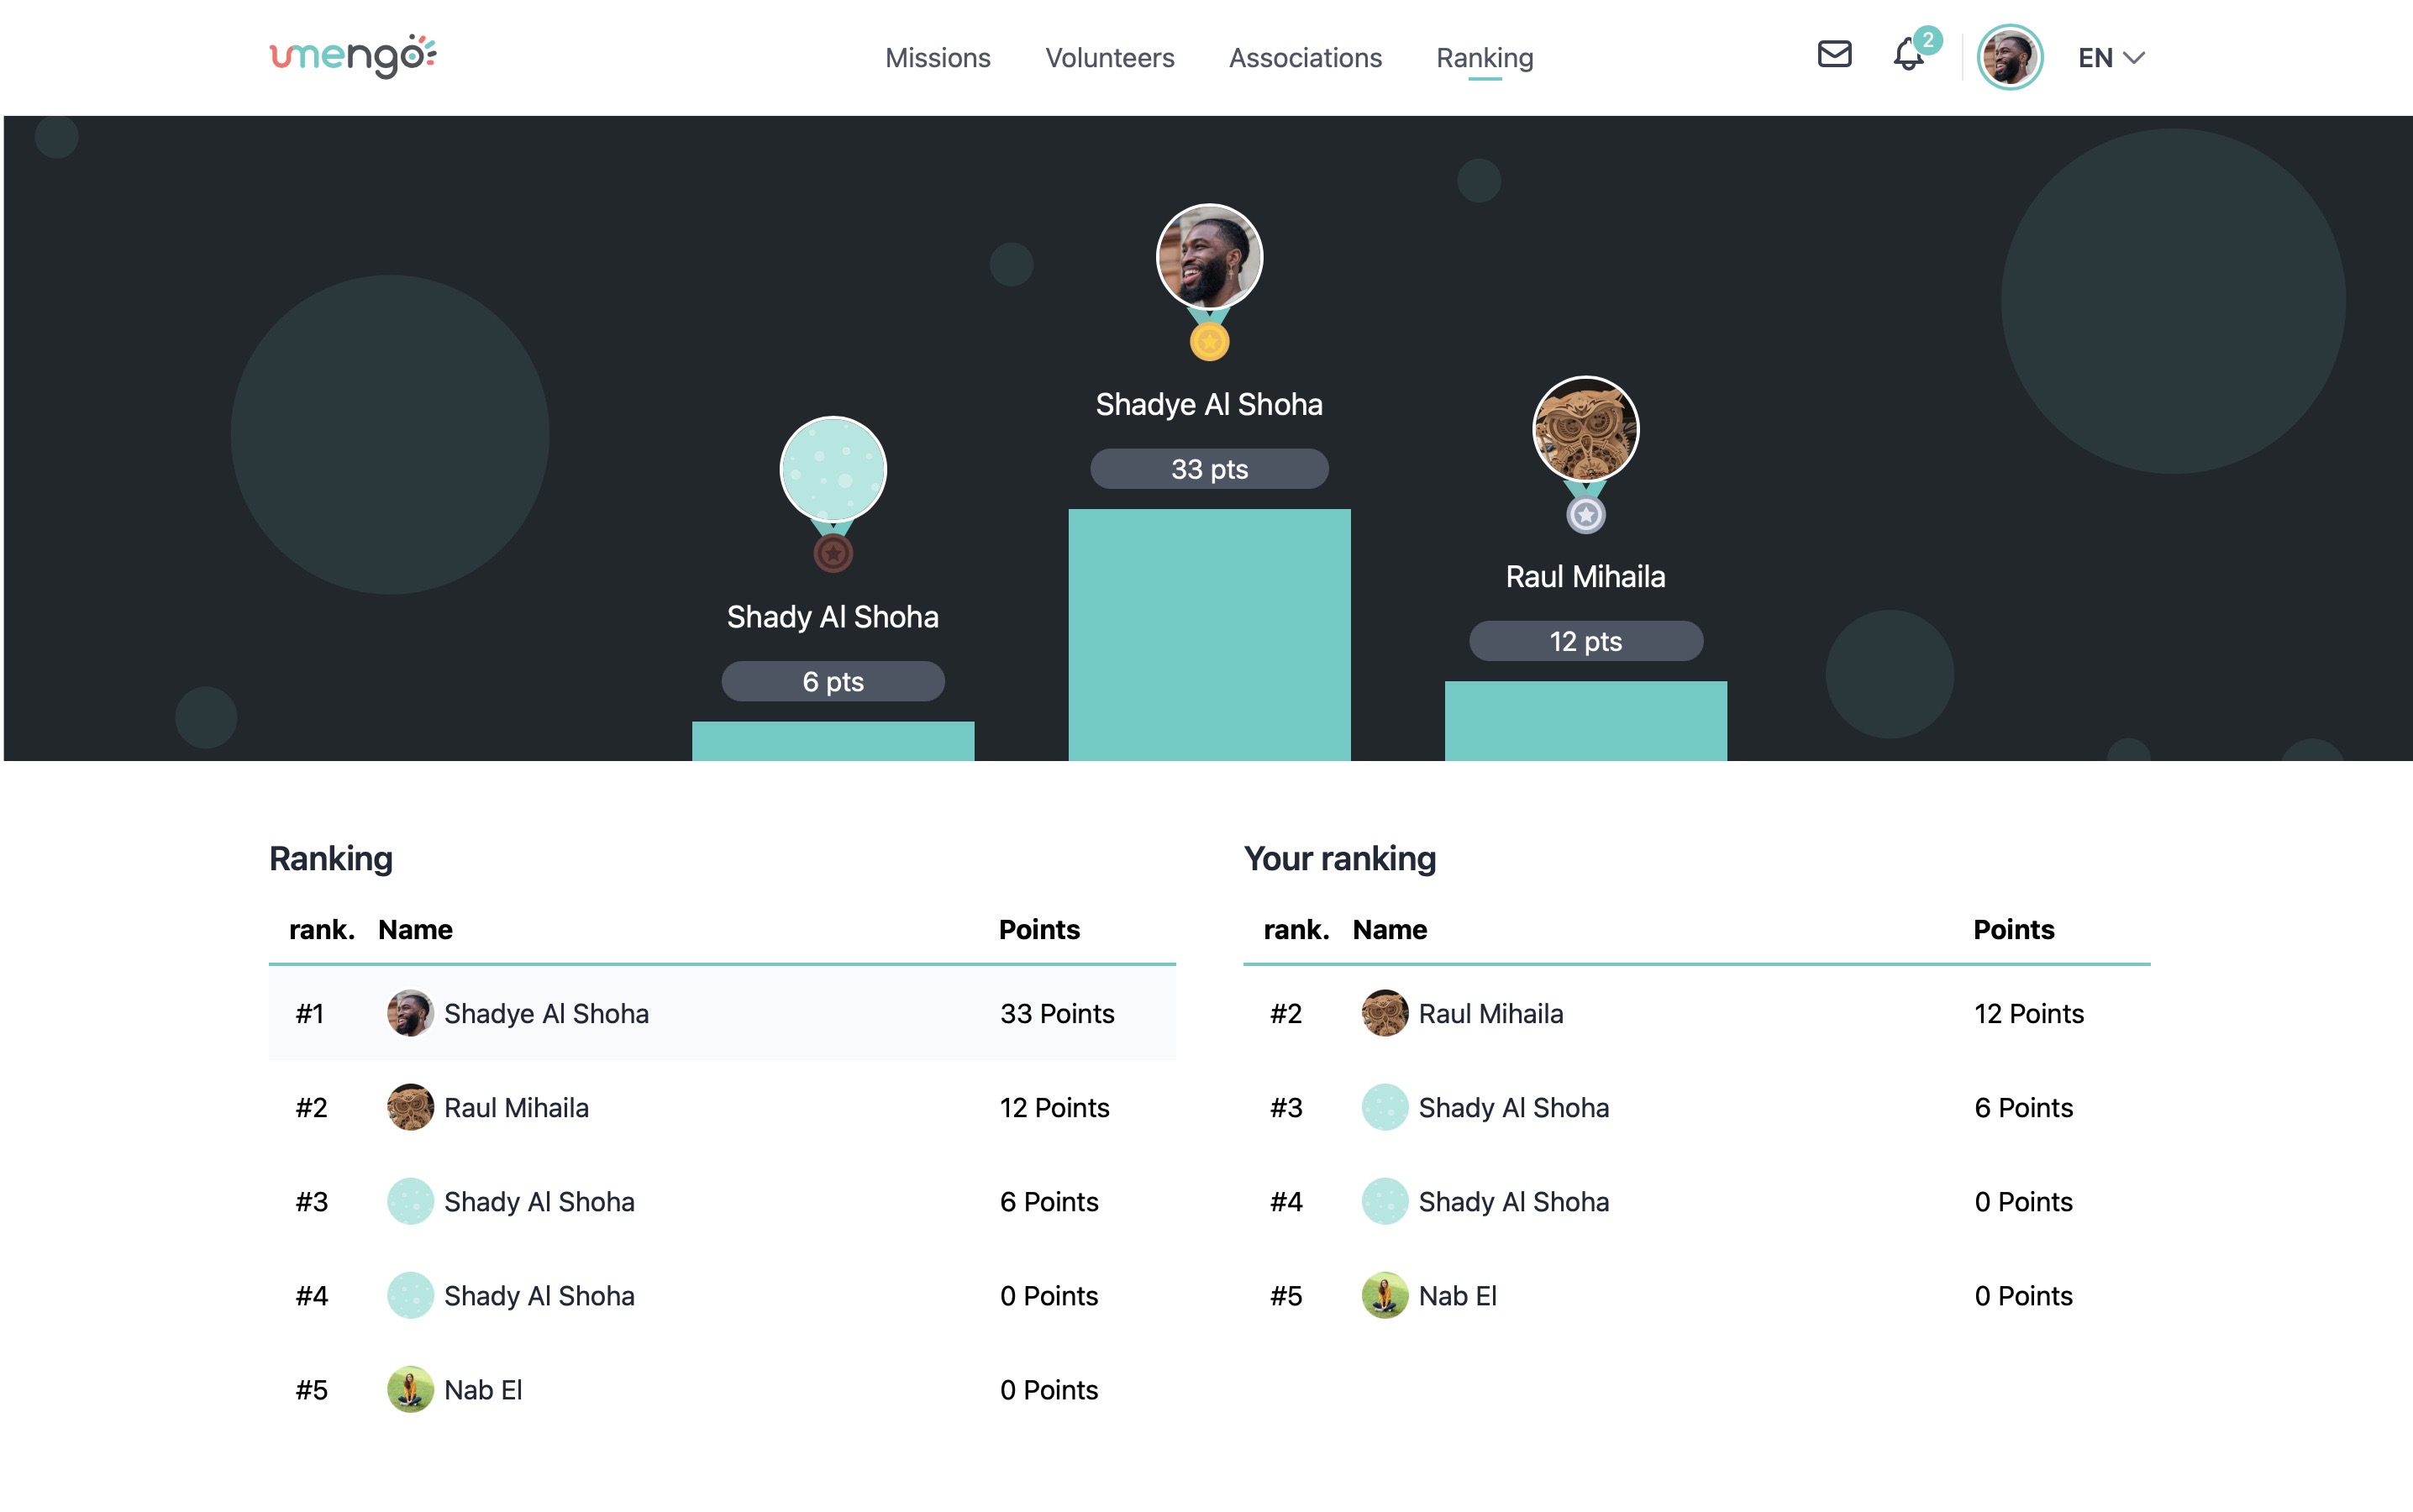 umengo
Missions Volunteers Associations Ranking
2
EN
Shadye Al Shoha
33 pts
Raul Mihaila
12 pts
Shady Al Shoha
6 pts
Ranking
rank. Name Points
#1 Shadye Al Shoha 33 Points
#2 Raul Mihaila 12 Points
#3 Shady Al Shoha 6 Points
#4 Shady Al Shoha 0 Points
#5 Nab El 0 Points
Your ranking
rank. Name Points
#2 Raul Mihaila 12 Points
#3 Shady Al Shoha 6 Points
#4 Shady Al Shoha 0 Points
#5 Nab El 0 Points